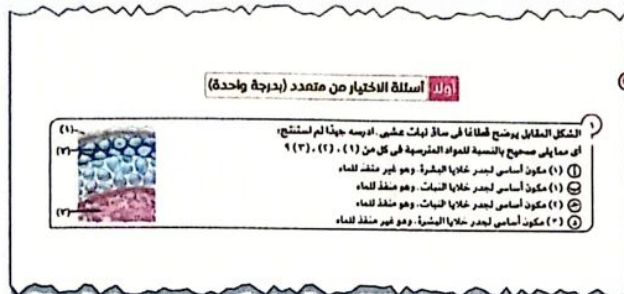 أولاً أسئلة الاختيار من متعدد (بدرجة واحدة)
١ الشكل المقابل يوضح قطاعًا في ساق نبات عشبي، ادرسه جيدًا ثم استنتج:
أي مما يلي صحيح بالنسبة للمواد المترسبة في كل من (١)، (٢)، (٣) ؟
أ (١) مكون أساسي لجدر خلايا البشرة، وهو غير منفذ للماء
ب (١) مكون أساسي لجدر خلايا النبات، وهو منفذ للماء
ج (٢) مكون أساسي لجدر خلايا النبات، وهو منفذ للماء
د (٣) مكون أساسي لجدر خلايا البشرة، وهو غير منفذ للماء
(١)
(٢)
(٣)